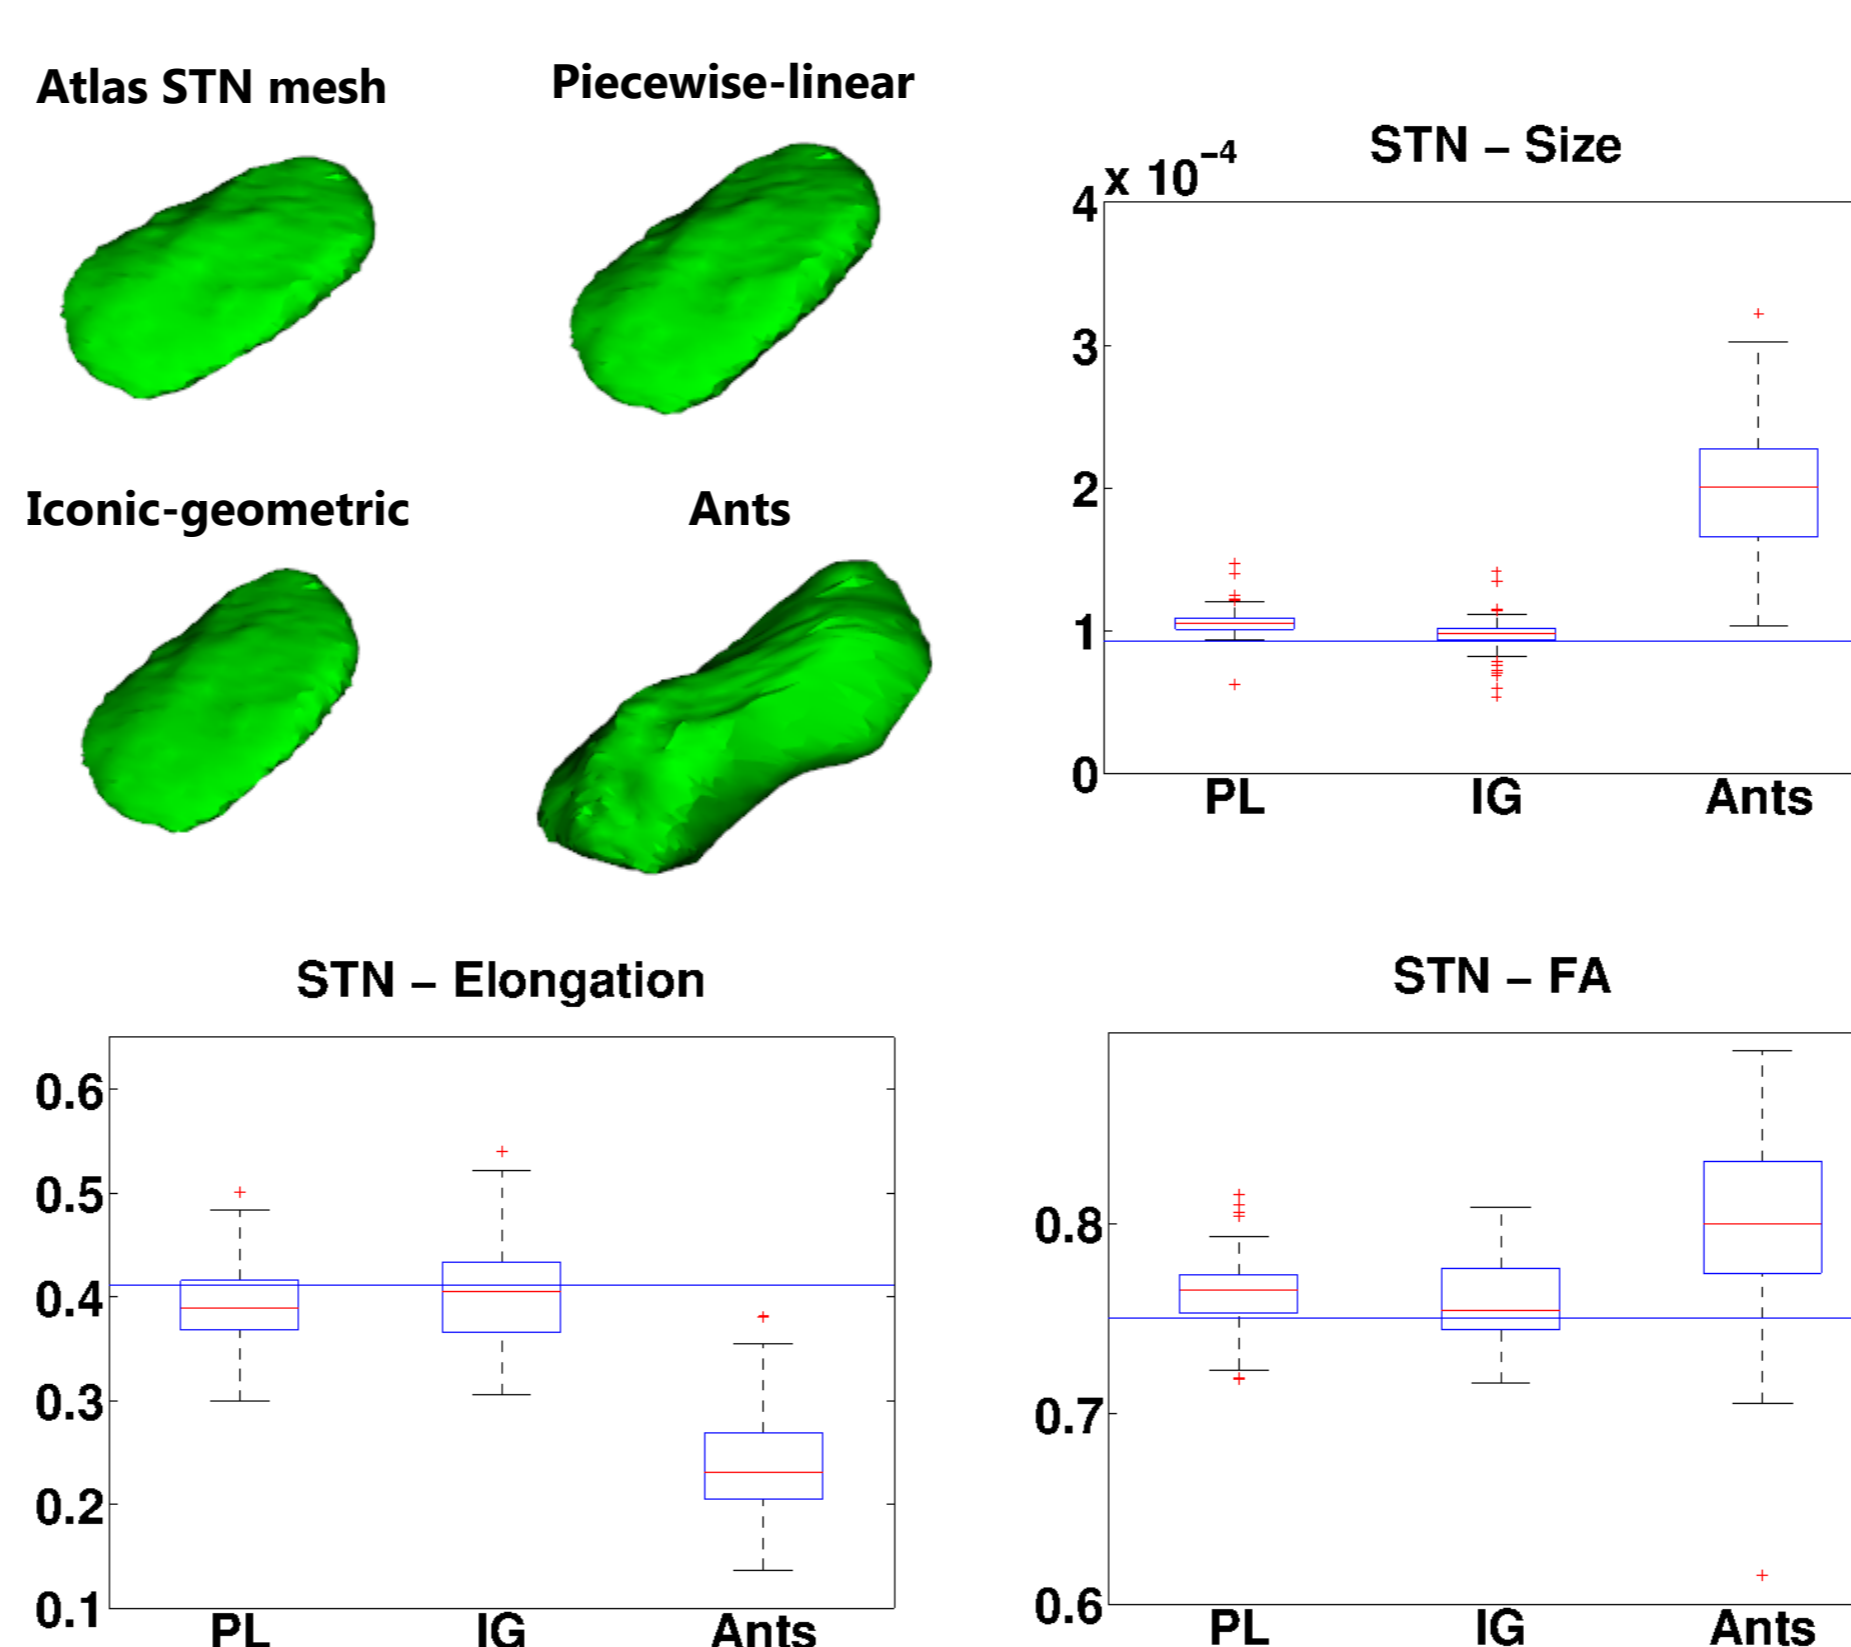 Atlas STN mesh
Piecewise-linear
Iconic-geometric
Ants
STN – Size
x 10⁻⁴
4
3
2
1
0
PL IG Ants
STN – Elongation
0.6
0.5
0.4
0.3
0.2
0.1
PL IG Ants
STN – FA
0.8
0.7
0.6
PL IG Ants